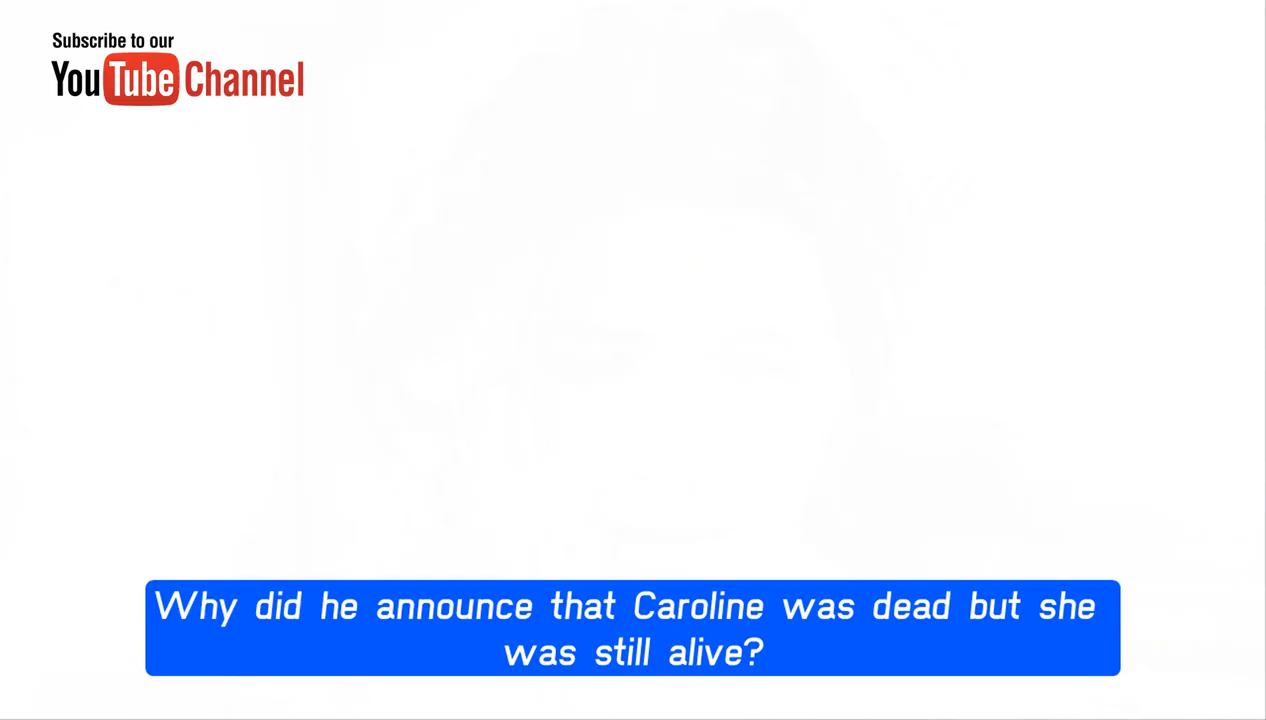 Subscribe to our
YouTube Channel
Why did he announce that Caroline was dead but she
was still alive?